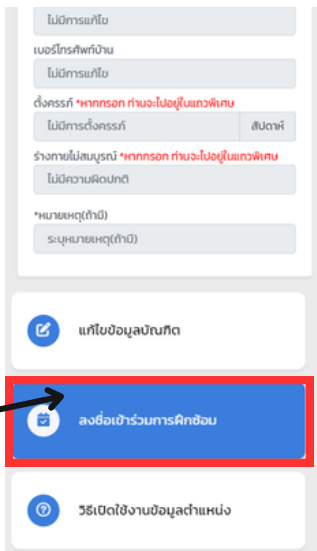 ไม่มีการแก้ไข
เบอร์โทรศัพท์บ้าน
ไม่มีการแก้ไข
ตั้งครรภ์ *หากกรอก ท่านจะไปอยู่ในแถวพิเศษ
ไม่มีการตั้งครรภ์ สัปดาห์
ร่างกายไม่สมบูรณ์ *หากกรอก ท่านจะไปอยู่ในแถวพิเศษ
ไม่มีความผิดปกติ
*หมายเหตุ(ถ้ามี)
ระบุหมายเหตุ(ถ้ามี)
แก้ไขข้อมูลบัณฑิต
ลงชื่อเข้าร่วมการฝึกซ้อม
วิธีเปิดใช้งานข้อมูลตำแหน่ง